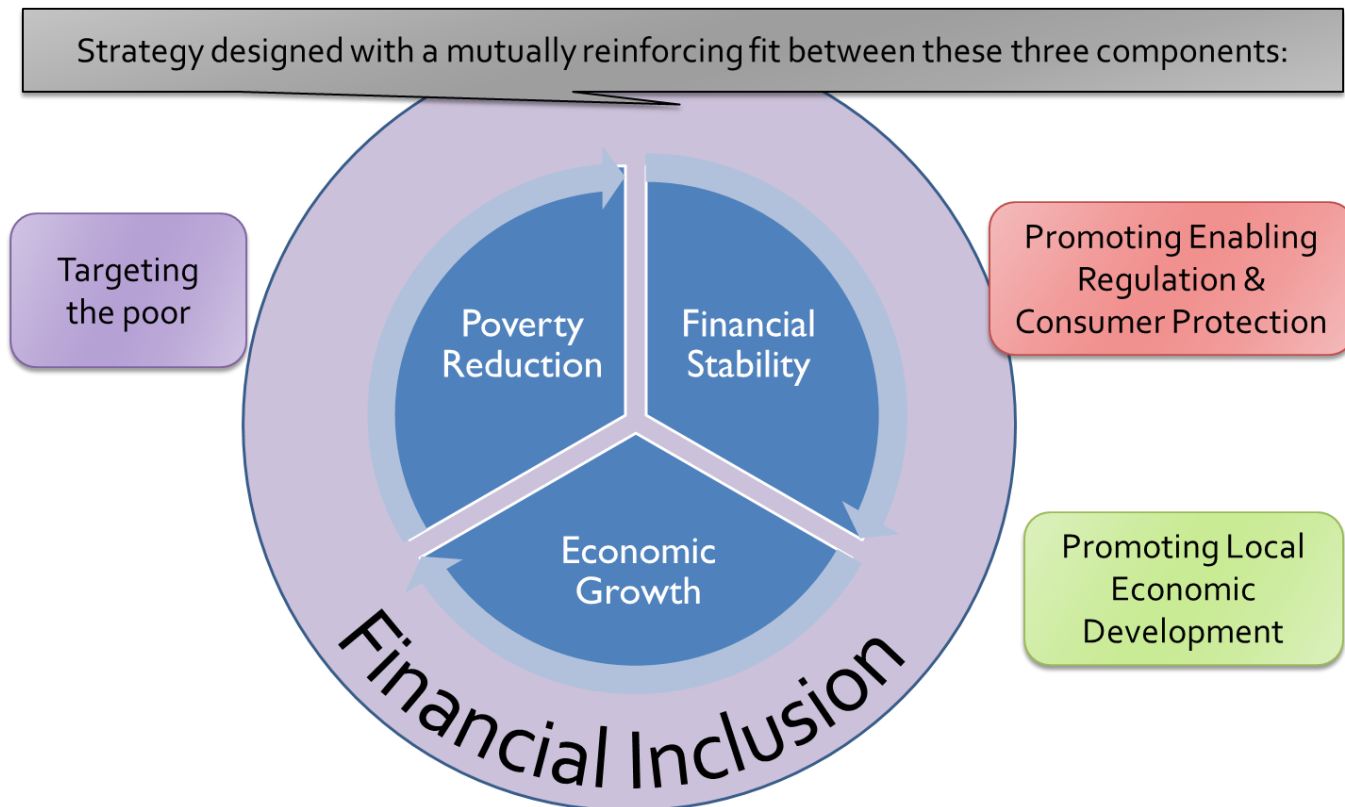 Strategy designed with a mutually reinforcing fit between these three components:
Targeting
the poor
Poverty
Reduction
Financial
Stability
Promoting Enabling
Regulation &
Consumer Protection
Economic
Growth
Promoting Local
Economic
Development
Financial Inclusion